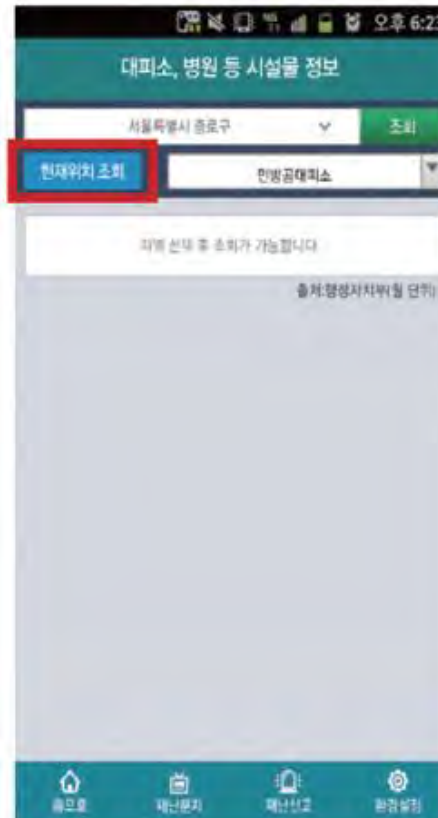 오후 6:23
대피소, 병원 등 시설물 정보
서울특별시 종로구
조회
현재위치 조회
민방공대피소
지역 선택 후 조회가 가능합니다
출처:행정자치부(월 단위)
홈으로
재난문자
재난신고
환경설정